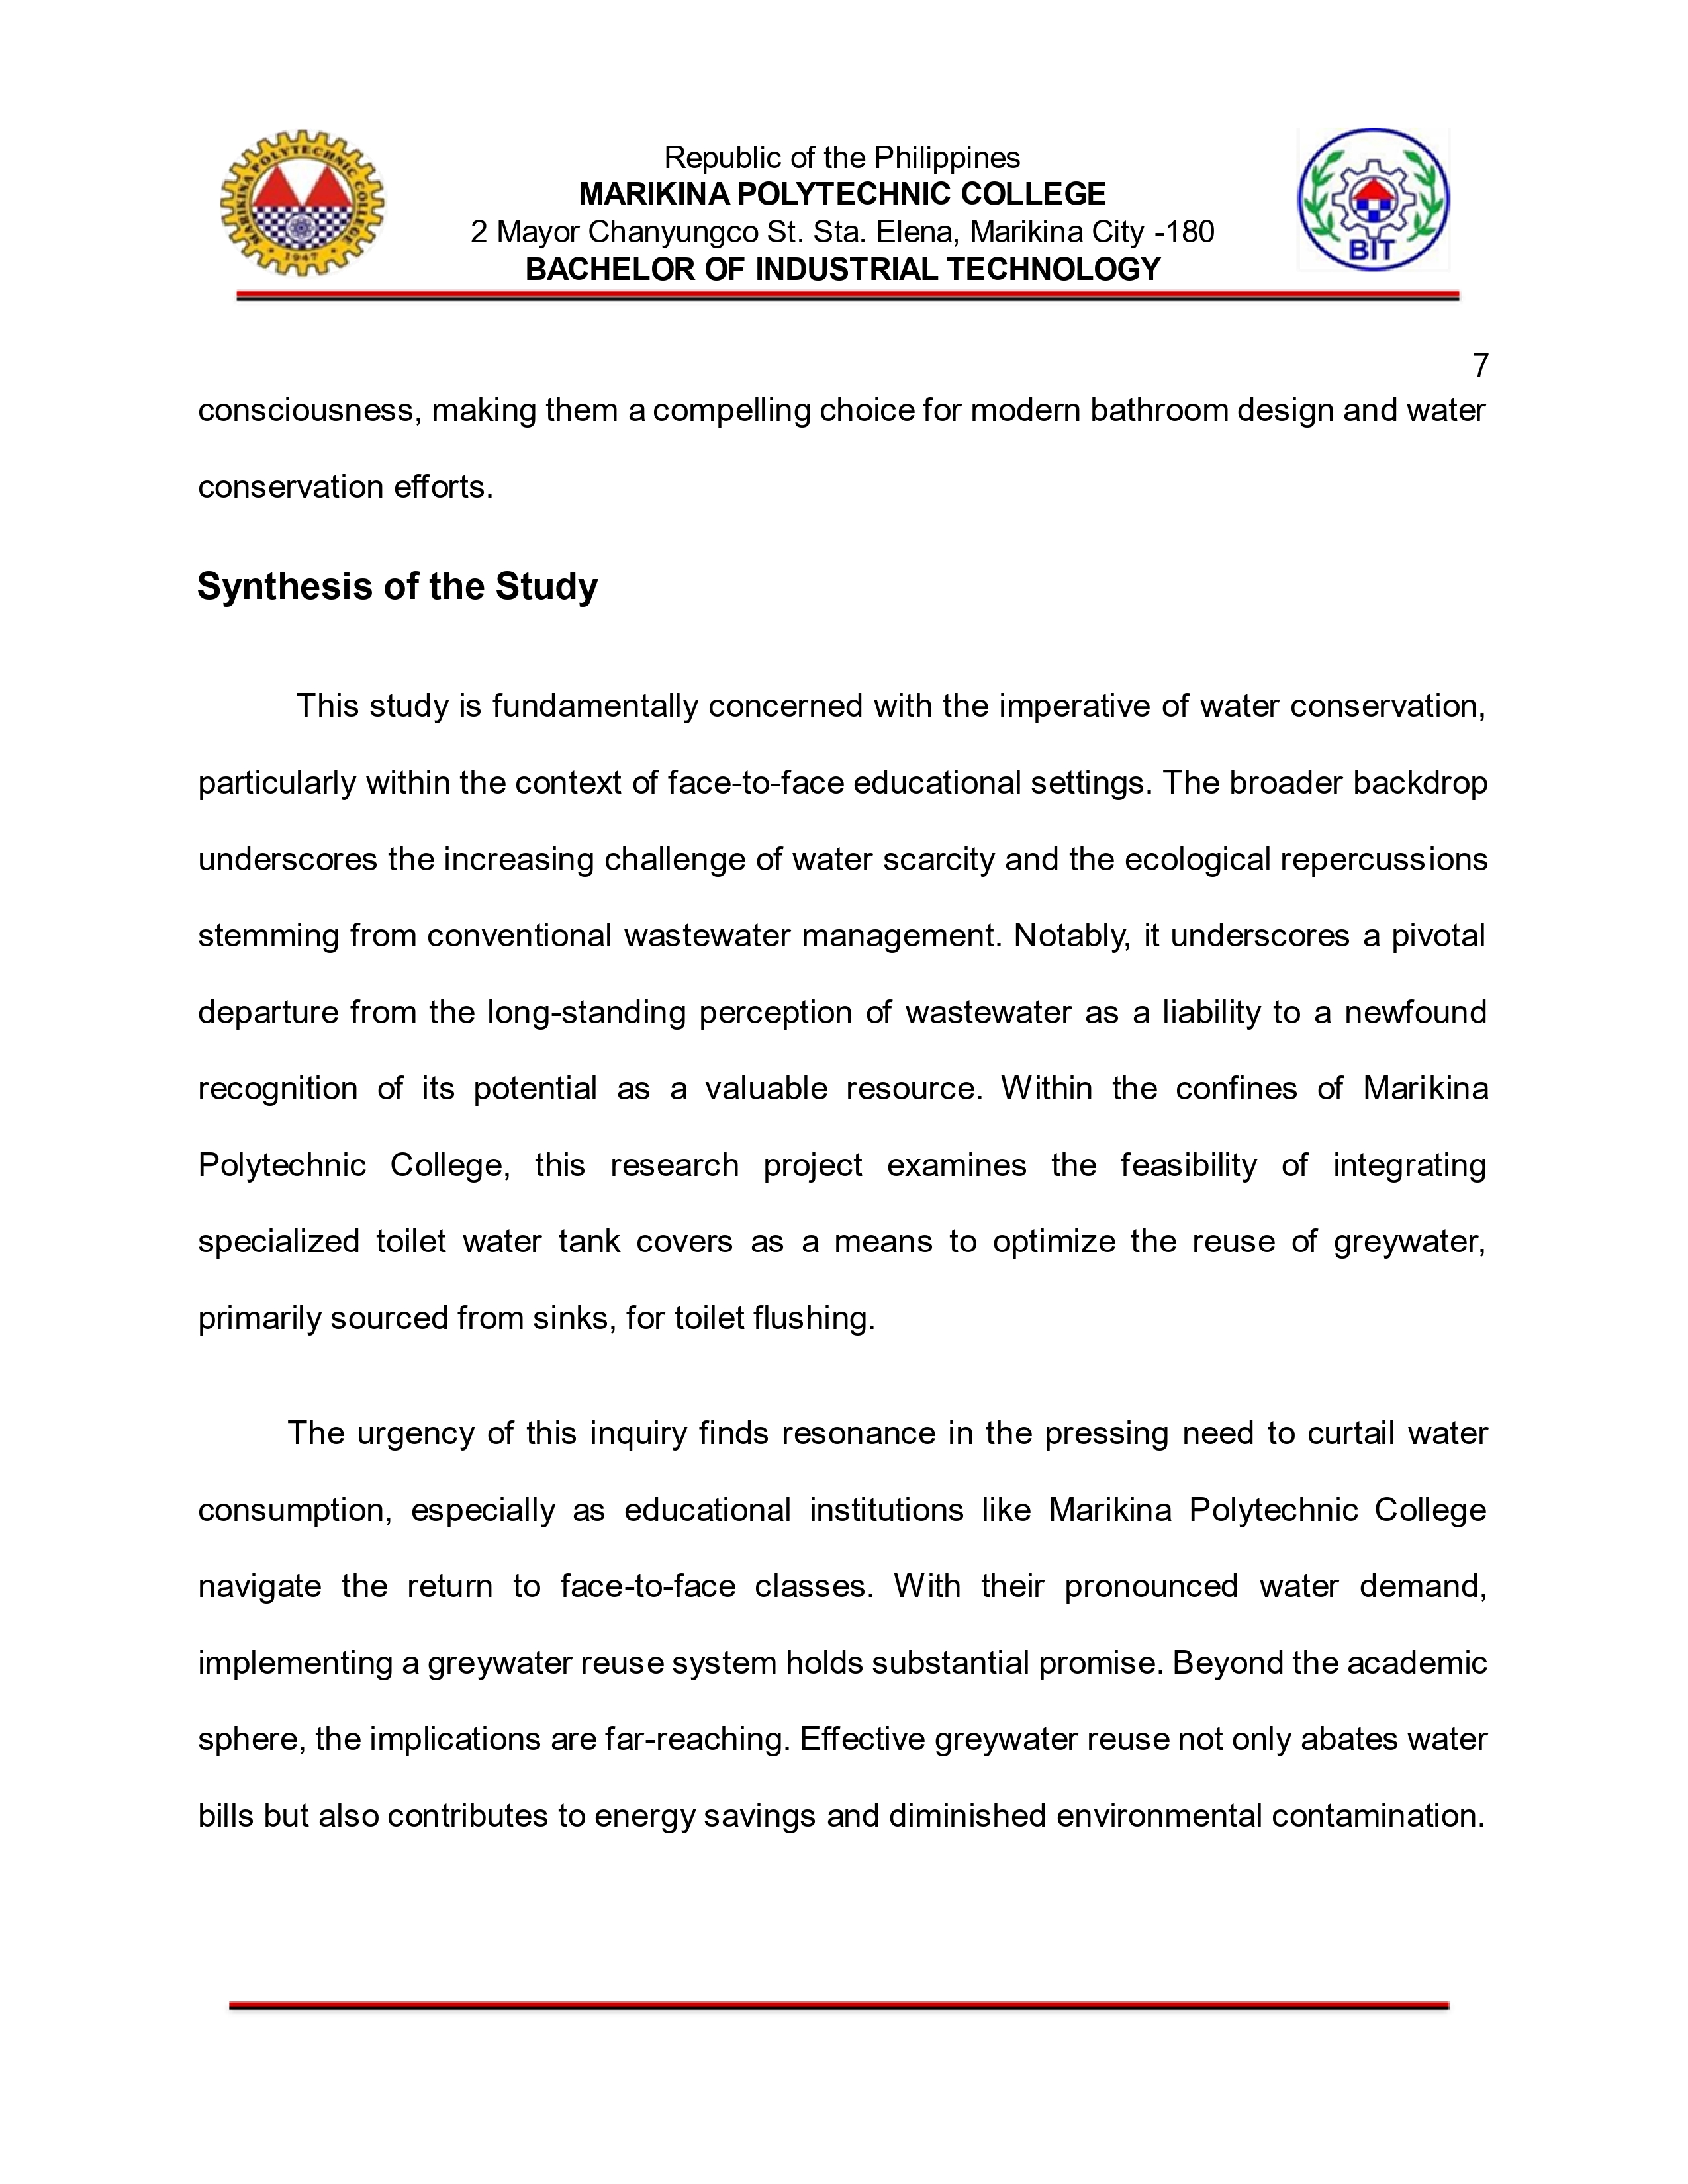 Republic of the Philippines
MARIKINA POLYTECHNIC COLLEGE
2 Mayor Chanyungco St. Sta. Elena, Marikina City -180
BACHELOR OF INDUSTRIAL TECHNOLOGY
MARIKINA POLYTECHNIC COLLEGE
1947
BIT
7
consciousness, making them a compelling choice for modern bathroom design and water
conservation efforts.
Synthesis of the Study
This study is fundamentally concerned with the imperative of water conservation,
particularly within the context of face-to-face educational settings. The broader backdrop
underscores the increasing challenge of water scarcity and the ecological repercussions
stemming from conventional wastewater management. Notably, it underscores a pivotal
departure from the long-standing perception of wastewater as a liability to a newfound
recognition of its potential as a valuable resource. Within the confines of Marikina
Polytechnic College, this research project examines the feasibility of integrating
specialized toilet water tank covers as a means to optimize the reuse of greywater,
primarily sourced from sinks, for toilet flushing.
The urgency of this inquiry finds resonance in the pressing need to curtail water
consumption, especially as educational institutions like Marikina Polytechnic College
navigate the return to face-to-face classes. With their pronounced water demand,
implementing a greywater reuse system holds substantial promise. Beyond the academic
sphere, the implications are far-reaching. Effective greywater reuse not only abates water
bills but also contributes to energy savings and diminished environmental contamination.